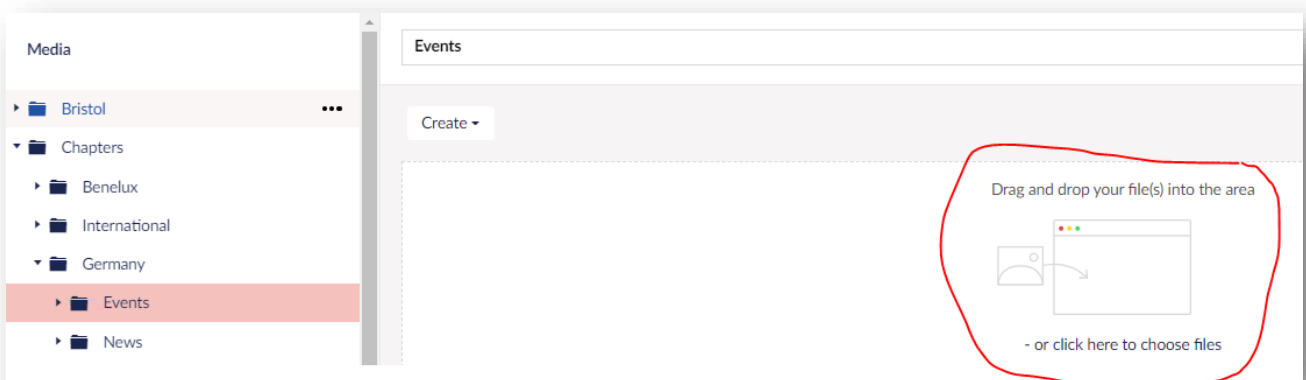 Media
Bristol
Chapters
Benelux
International
Germany
Events
News
Events
Create
Drag and drop your file(s) into the area
- or click here to choose files